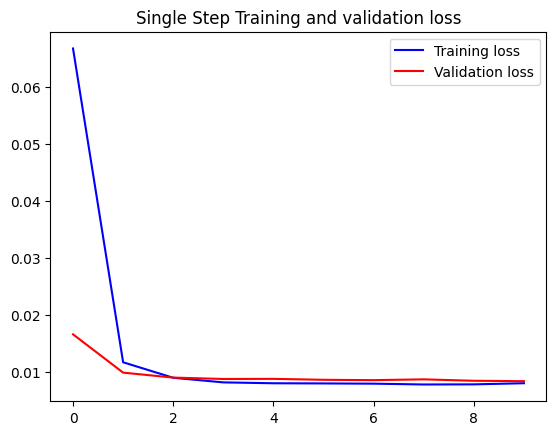 Single Step Training and validation loss
Training loss
Validation loss
0.06
0.05
0.04
0.03
0.02
0.01
0 2 4 6 8